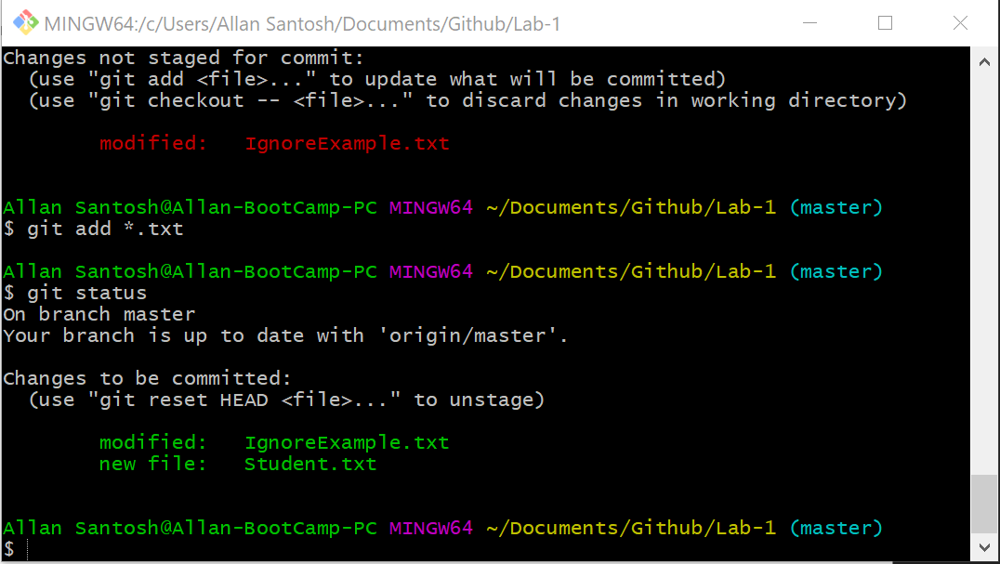 MINGW64:/c/Users/Allan Santosh/Documents/Github/Lab-1
Changes not staged for commit:
  (use "git add <file>..." to update what will be committed)
  (use "git checkout -- <file>..." to discard changes in working directory)
        modified:   IgnoreExample.txt
Allan Santosh@Allan-BootCamp-PC MINGW64 ~/Documents/Github/Lab-1 (master)
$ git add *.txt
Allan Santosh@Allan-BootCamp-PC MINGW64 ~/Documents/Github/Lab-1 (master)
$ git status
On branch master
Your branch is up to date with 'origin/master'.
Changes to be committed:
  (use "git reset HEAD <file>..." to unstage)
        modified:   IgnoreExample.txt
        new file:   Student.txt
Allan Santosh@Allan-BootCamp-PC MINGW64 ~/Documents/Github/Lab-1 (master)
$